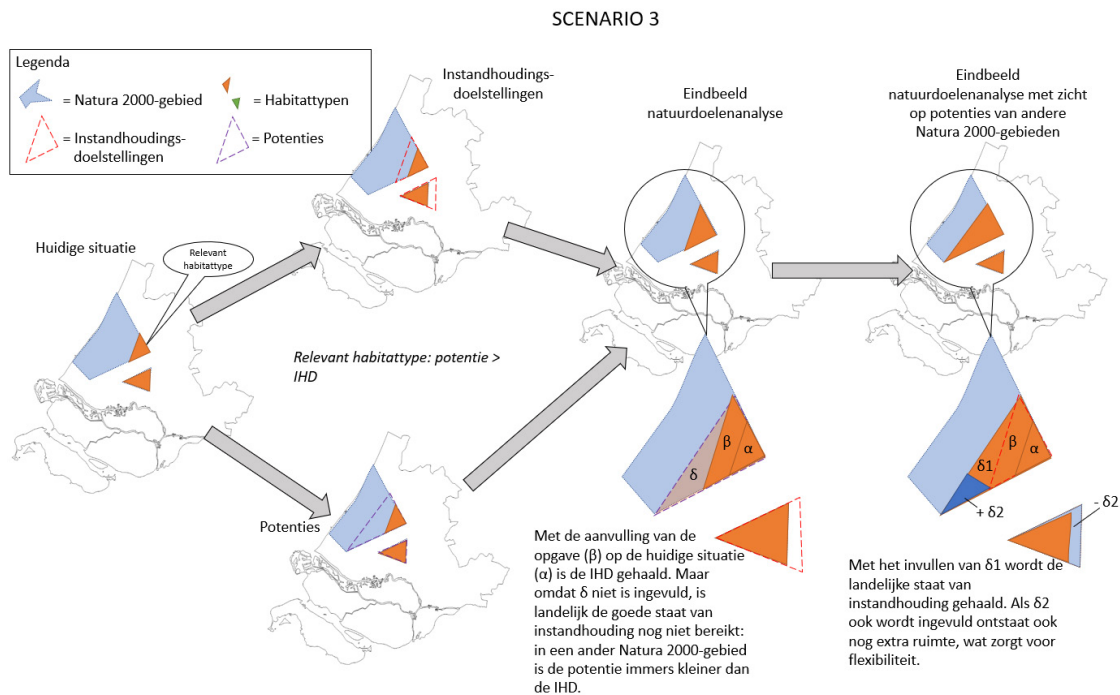 SCENARIO 3
Legenda
= Natura 2000-gebied
= Habitattypen
= Instandhoudings-
doelstellingen
= Potenties
Instandhoudings-
doelstellingen
Eindbeeld
natuurdoelenanalyse
Eindbeeld
natuurdoelenanalyse met zicht
op potenties van andere
Natura 2000-gebieden
Huidige situatie
Relevant
habitattype
Relevant habitattype: potentie >
IHD
Potenties
δ
β
α
Met de aanvulling van de
opgave (β) op de huidige situatie
(α) is de IHD gehaald. Maar
omdat δ niet is ingevuld, is
landelijk de goede staat van
instandhouding nog niet bereikt:
in een ander Natura 2000-gebied
is de potentie immers kleiner dan
de IHD.
δ1
β
α
+ δ2
- δ2
Met het invullen van δ1 wordt de
landelijke staat van
instandhouding gehaald. Als δ2
ook wordt ingevuld ontstaat ook
nog extra ruimte, wat zorgt voor
flexibiliteit.